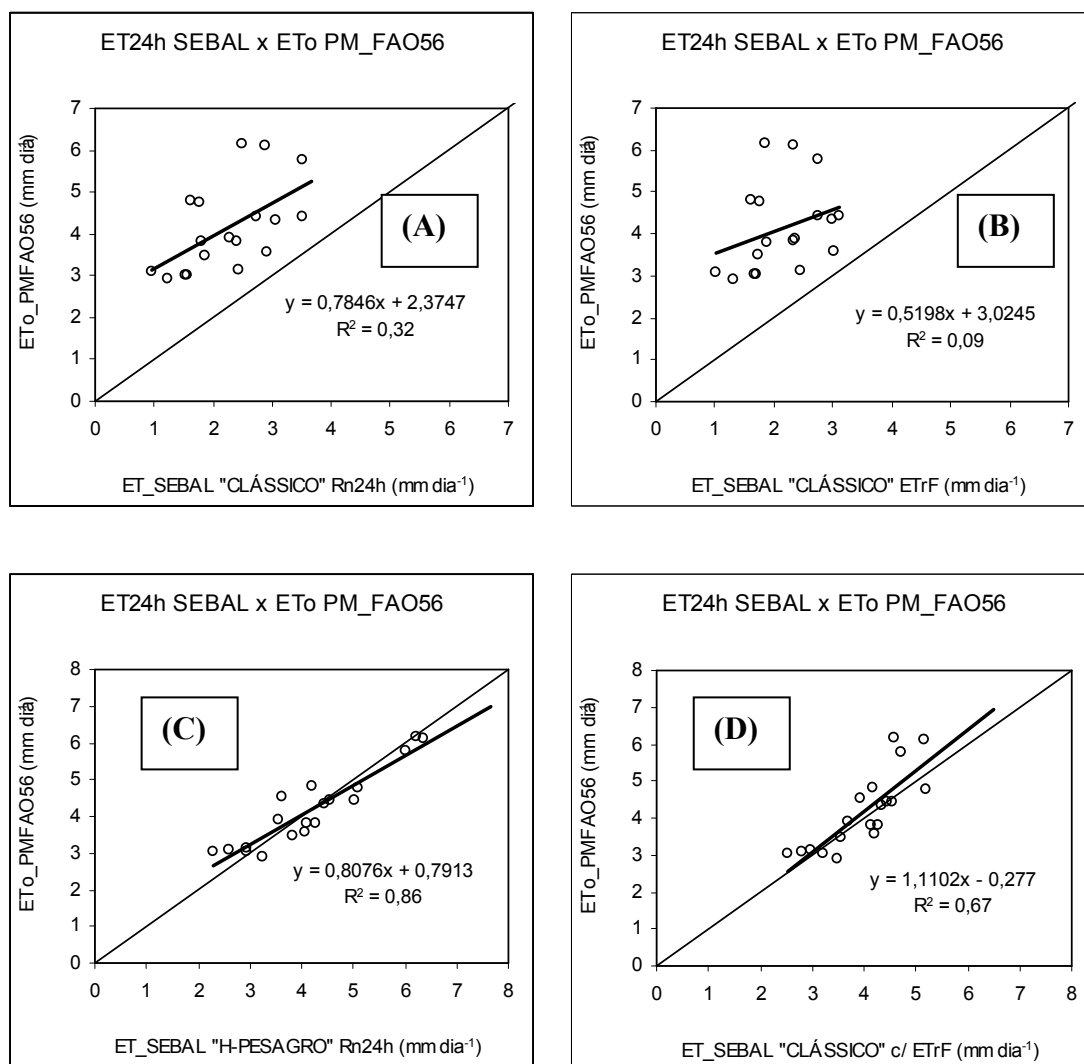 ET24h SEBAL x ETo PM_FAO56
7
6
5
4
3
2
1
0
ETo_PMFAO56 (mm dia
(A)
y = 0,7846x + 2,3747
R² = 0,32
0 1 2 3 4 5 6 7
ET_SEBAL "CLÁSSICO" Rn24h (mm dia-1)
ET24h SEBAL x ETo PM_FAO56
7
6
5
4
3
2
1
0
ETo_PMFAO56 (mm dia
(B)
y = 0,5198x + 3,0245
R² = 0,09
0 1 2 3 4 5 6 7
ET_SEBAL "CLÁSSICO" ETrF (mm dia-1)
ET24h SEBAL x ETo PM_FAO56
8
7
6
5
4
3
2
1
0
ETo_PMFAO56 (mm dia
(C)
y = 0,8076x + 0,7913
R² = 0,86
0 1 2 3 4 5 6 7 8
ET_SEBAL "H-PESAGRO" Rn24h (mm dia-1)
ET24h SEBAL x ETo PM_FAO56
8
7
6
5
4
3
2
1
0
ETo_PMFAO56 (mm dia
(D)
y = 1,1102x - 0,277
R² = 0,67
0 1 2 3 4 5 6 7 8
ET_SEBAL "CLÁSSICO" c/ ETrF (mm dia-1)